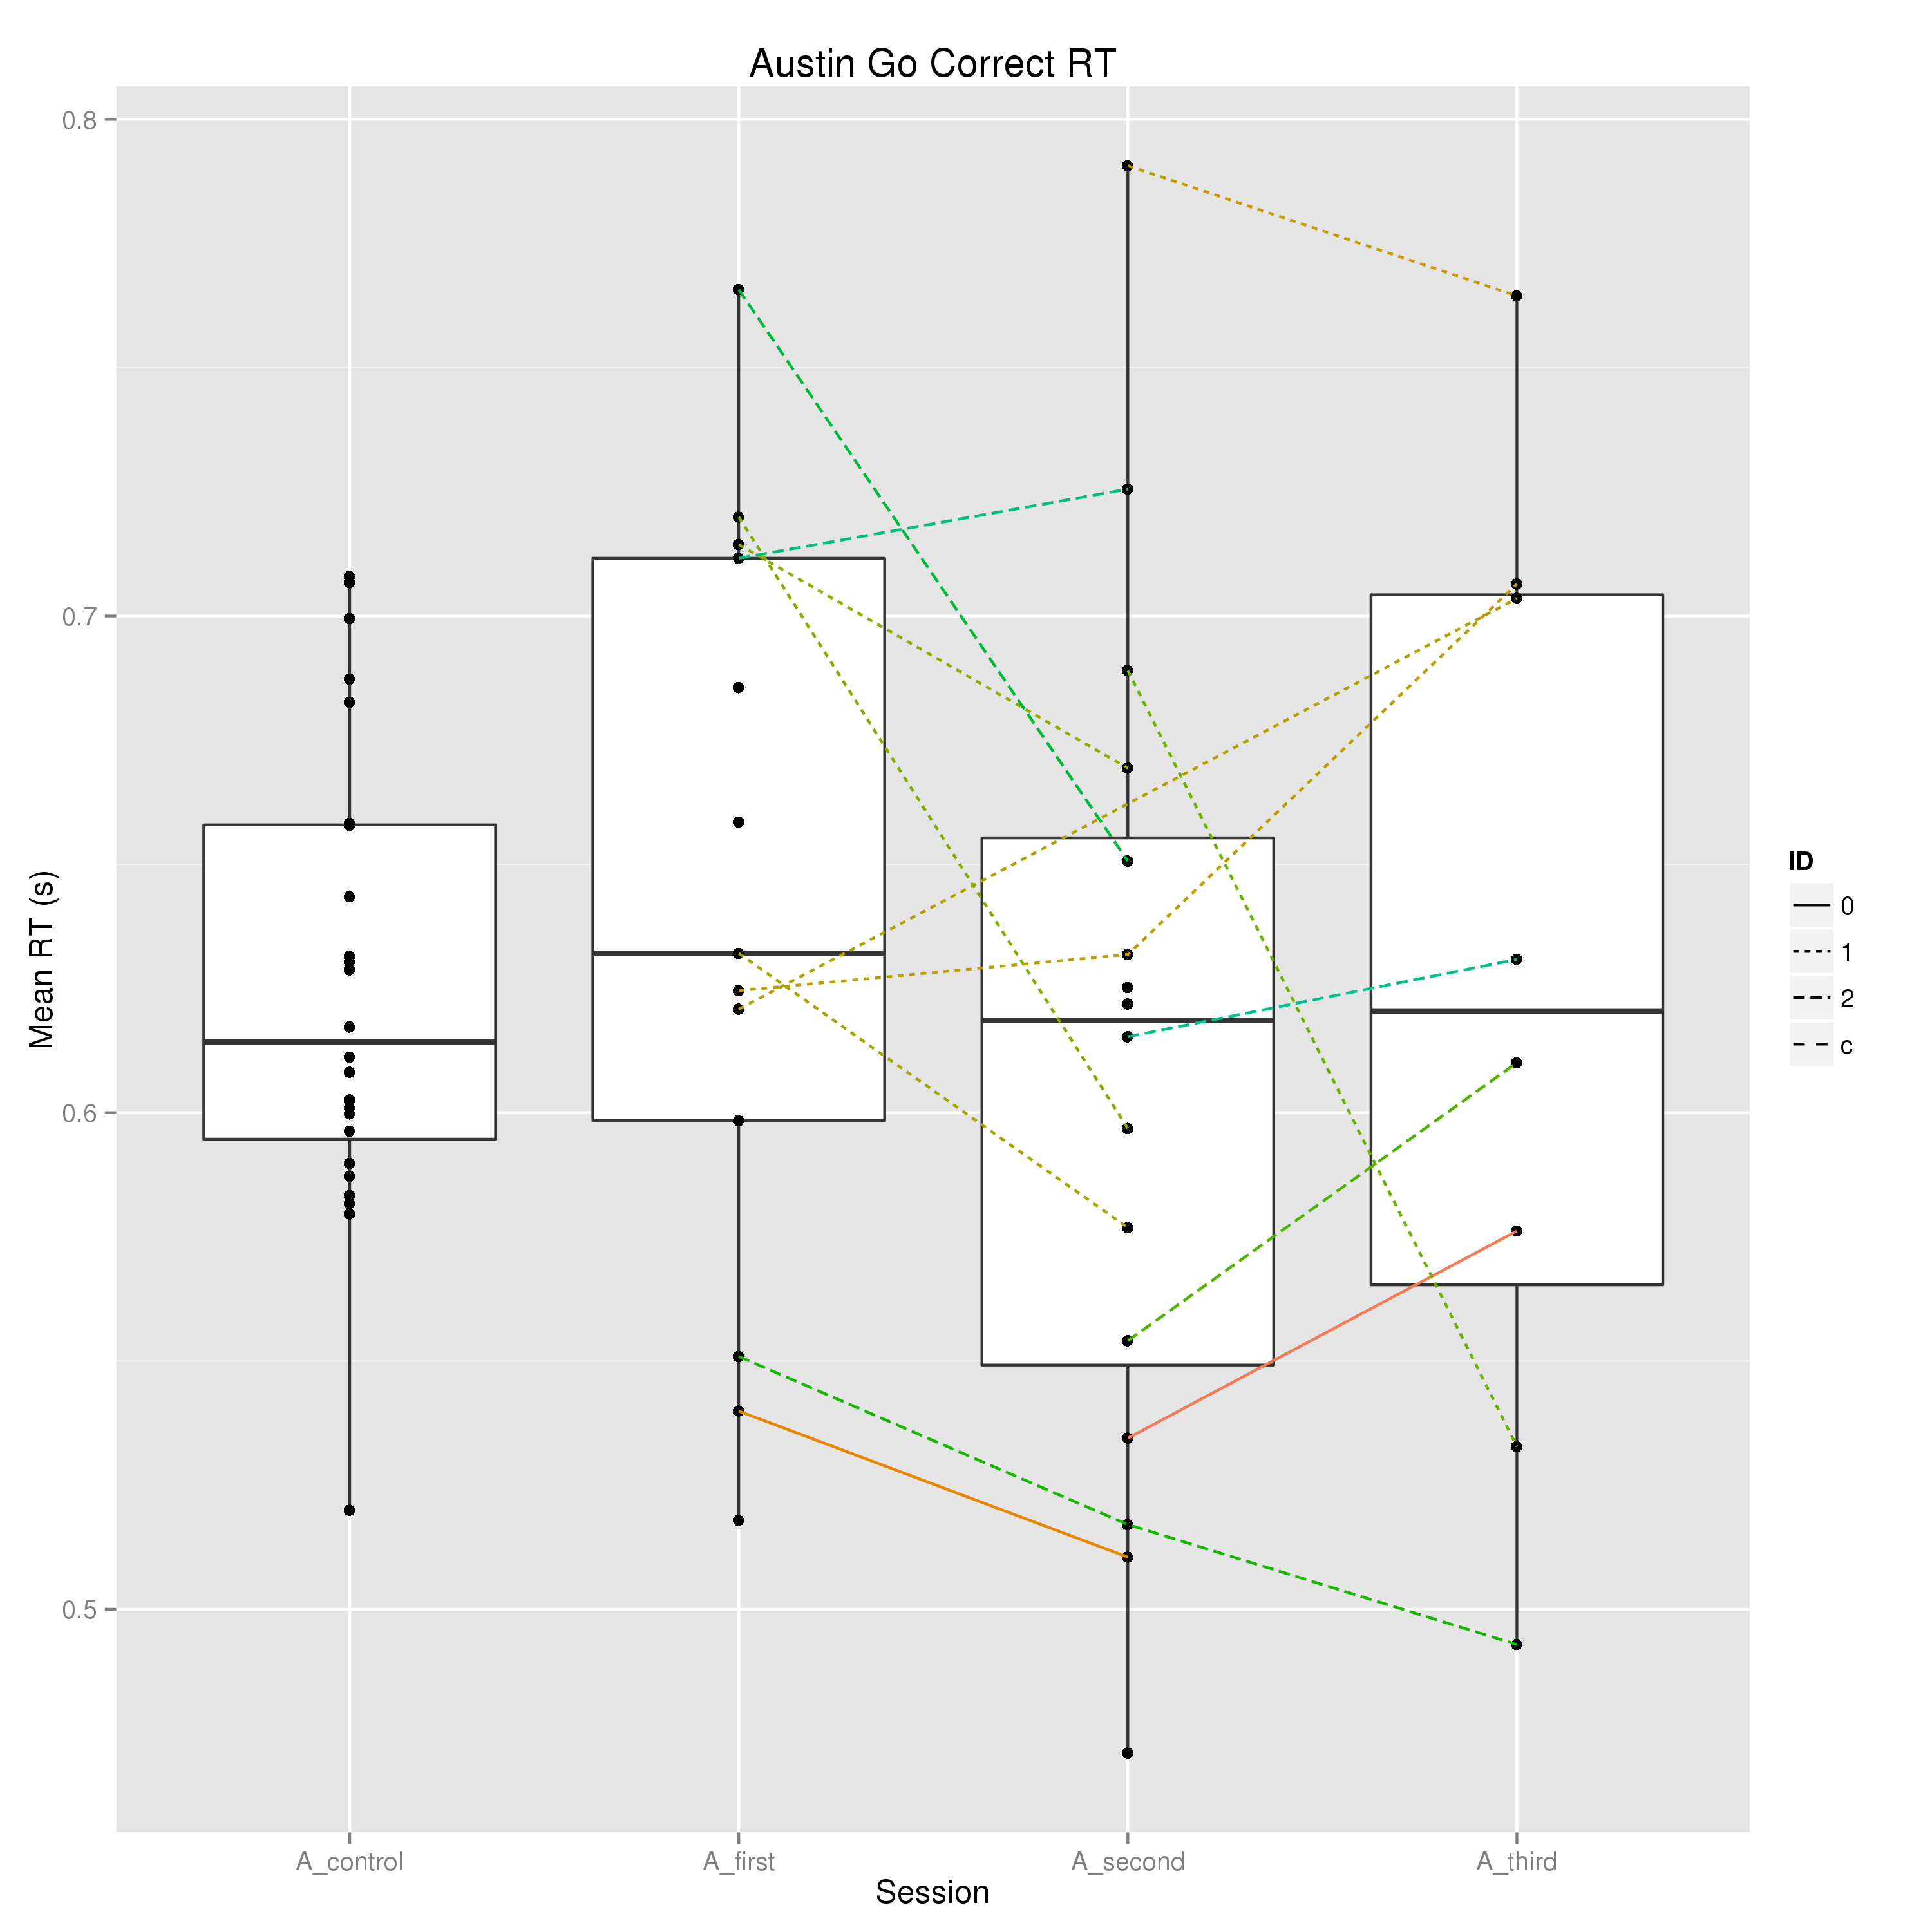 Austin Go Correct RT
0.8
0.7
0.6
0.5
Mean RT (s)
A_control
A_first
A_second
A_third
Session
ID
0
1
2
c